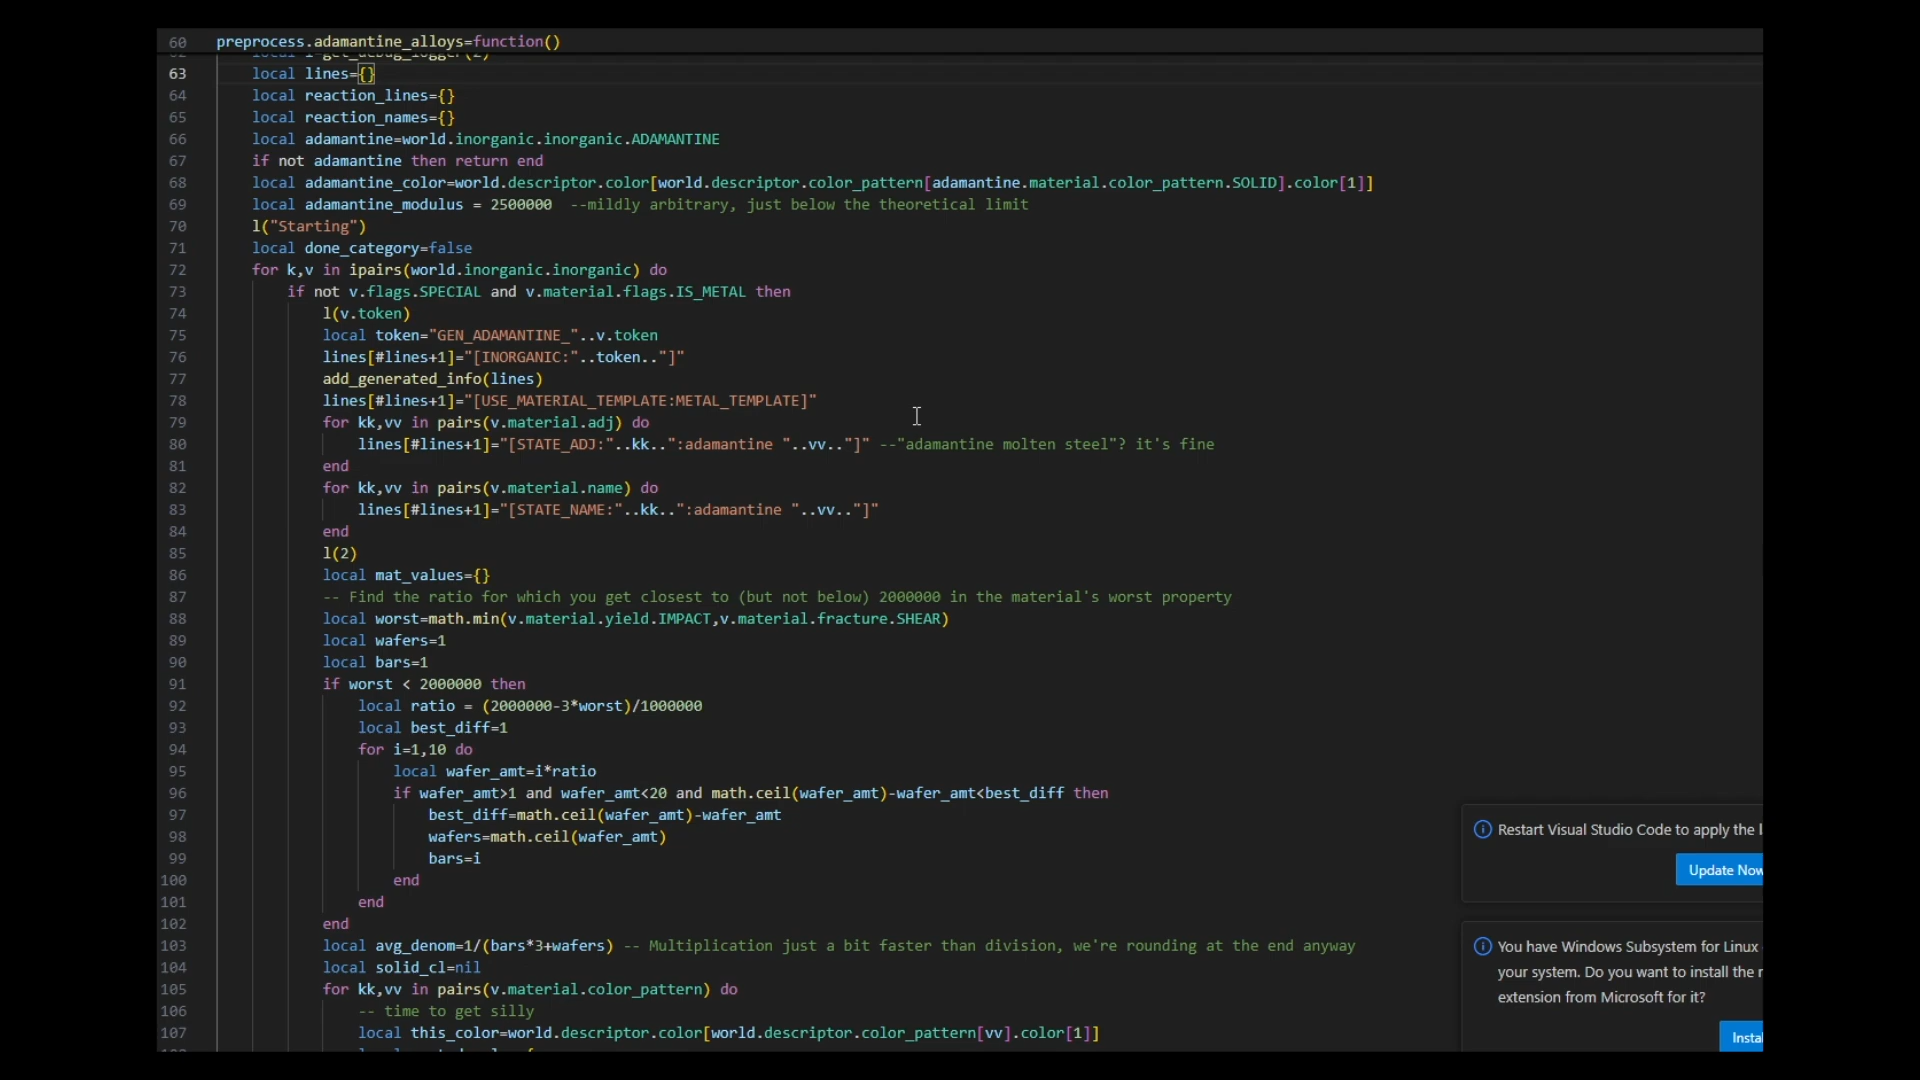 60 preprocess.adamantine_alloys=function()
62 local l=get_debug_logger(2)
63 local lines={}
64 local reaction_lines={}
65 local reaction_names={}
66 local adamantine=world.inorganic.inorganic.ADAMANTINE
67 if not adamantine then return end
68 local adamantine_color=world.descriptor.color[world.descriptor.color_pattern[adamantine.material.color_pattern.SOLID].color[1]]
69 local adamantine_modulus = 2500000 --mildly arbitrary, just below the theoretical limit
70 l("Starting")
71 local done_category=false
72 for k,v in ipairs(world.inorganic.inorganic) do
73 if not v.flags.SPECIAL and v.material.flags.IS_METAL then
74 l(v.token)
75 local token="GEN_ADAMANTINE_"..v.token
76 lines[#lines+1]="[INORGANIC:"..token.."]"
77 add_generated_info(lines)
78 lines[#lines+1]="[USE_MATERIAL_TEMPLATE:METAL_TEMPLATE]"
79 for kk,vv in pairs(v.material.adj) do
80 lines[#lines+1]="[STATE_ADJ:"..kk..":adamantine "..vv.."]" --"adamantine molten steel"? it's fine
81 end
82 for kk,vv in pairs(v.material.name) do
83 lines[#lines+1]="[STATE_NAME:"..kk..":adamantine "..vv.."]"
84 end
85 l(2)
86 local mat_values={}
87 -- Find the ratio for which you get closest to (but not below) 2000000 in the material's worst property
88 local worst=math.min(v.material.yield.IMPACT,v.material.fracture.SHEAR)
89 local wafers=1
90 local bars=1
91 if worst < 2000000 then
92 local ratio = (2000000-3*worst)/1000000
93 local best_diff=1
94 for i=1,10 do
95 local wafer_amt=i*ratio
96 if wafer_amt>1 and wafer_amt<20 and math.ceil(wafer_amt)-wafer_amt<best_diff then
97 best_diff=math.ceil(wafer_amt)-wafer_amt
98 wafers=math.ceil(wafer_amt)
99 bars=i
100 end
101 end
102 end
103 local avg_denom=1/(bars*3+wafers) -- Multiplication just a bit faster than division, we're rounding at the end anyway
104 local solid_cl=nil
105 for kk,vv in pairs(v.material.color_pattern) do
106 -- time to get silly
107 local this_color=world.descriptor.color[world.descriptor.color_pattern[vv].color[1]]
Restart Visual Studio Code to apply the l
Update Now
You have Windows Subsystem for Linux
your system. Do you want to install the r
extension from Microsoft for it?
Instal